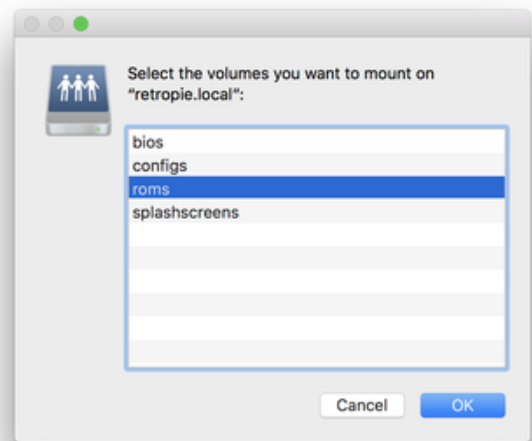 Select the volumes you want to mount on
“retropie.local”:
bios
configs
roms
splashscreens
Cancel
OK